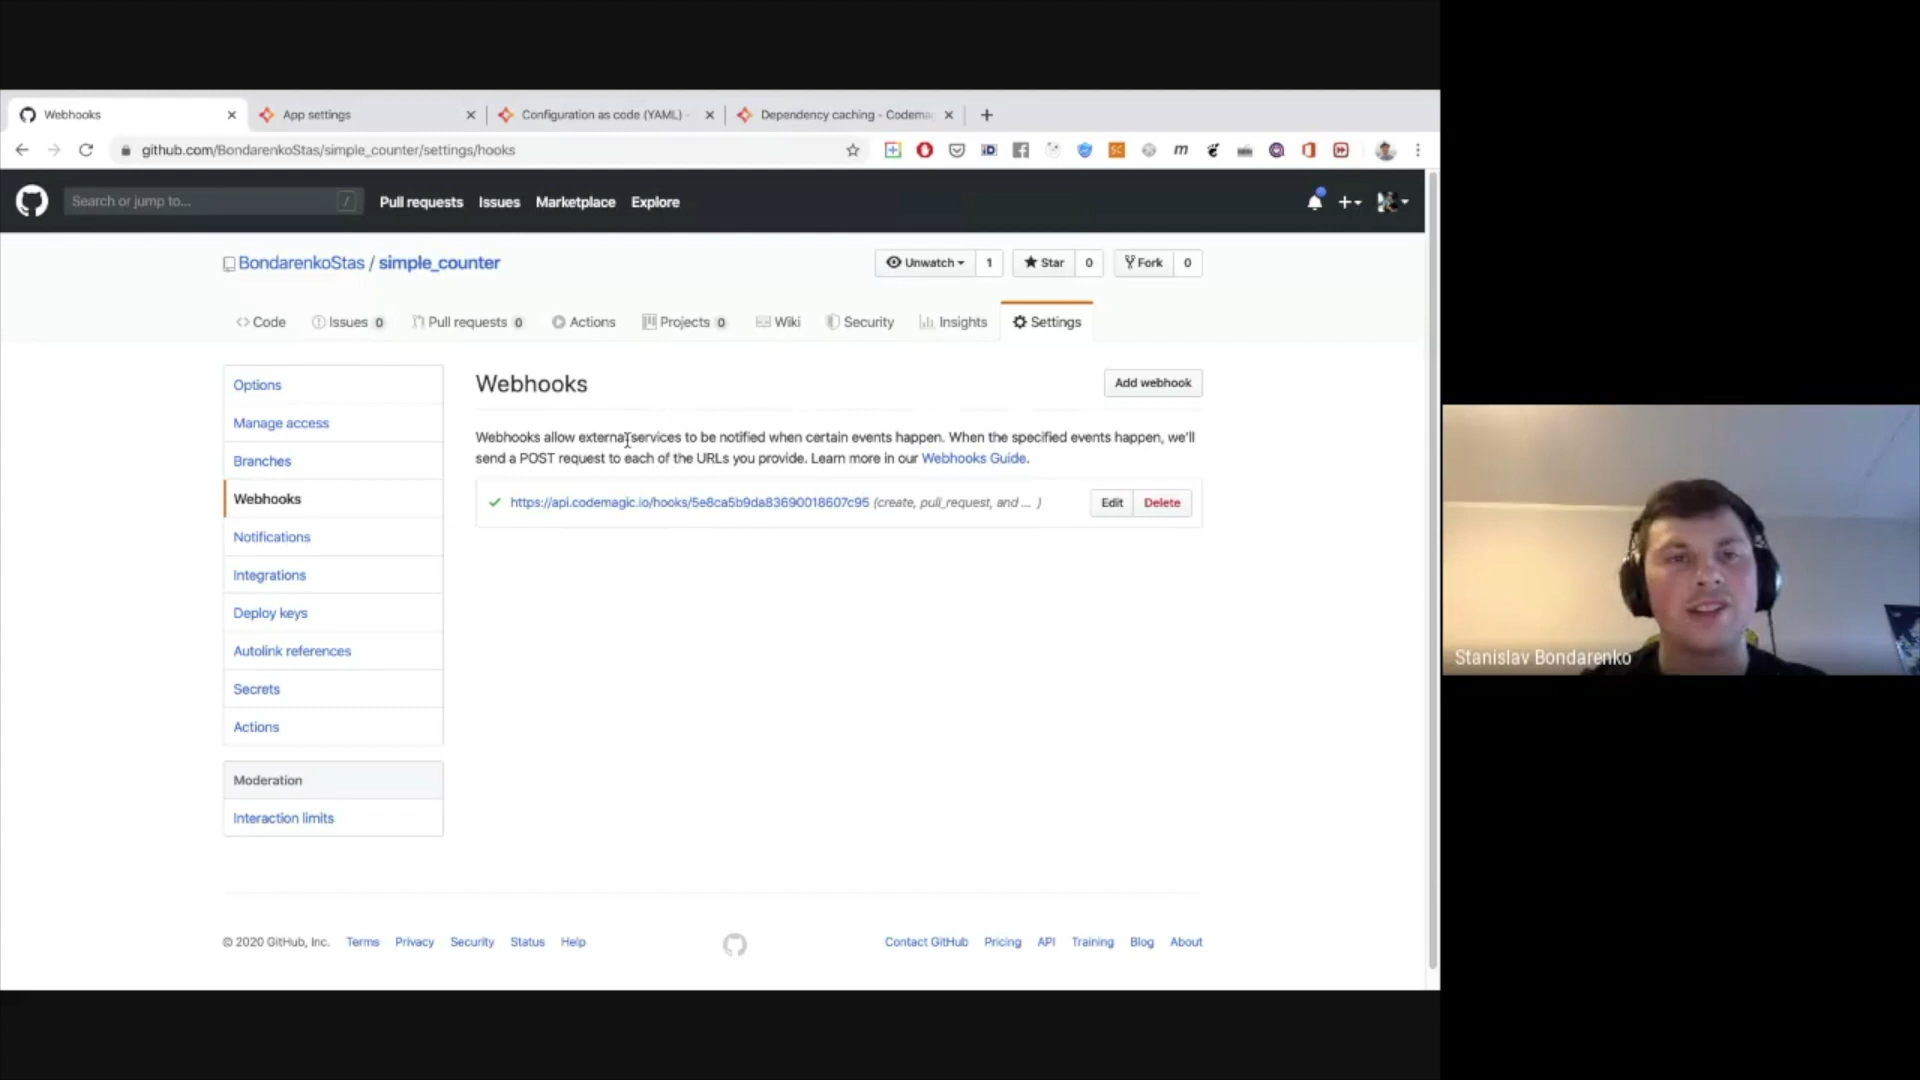 Webhooks
App settings
Configuration as code (YAML) -
Dependency caching - Codema
github.com/BondarenkoStas/simple_counter/settings/hooks
Search or jump to...
/
Pull requests
Issues
Marketplace
Explore
BondarenkoStas / simple_counter
Unwatch
1
Star
0
Fork
0
Code
Issues 0
Pull requests 0
Actions
Projects 0
Wiki
Security
Insights
Settings
Options
Manage access
Branches
Webhooks
Notifications
Integrations
Deploy keys
Autolink references
Secrets
Actions
Moderation
Interaction limits
Webhooks
Add webhook
Webhooks allow external services to be notified when certain events happen. When the specified events happen, we'll
send a POST request to each of the URLs you provide. Learn more in our Webhooks Guide.
https://api.codemagic.io/hooks/5e8ca5b9da83690018607c95 (create, pull_request, and ... )
Edit
Delete
Stanislav Bondarenko
© 2020 GitHub, Inc.
Terms
Privacy
Security
Status
Help
Contact GitHub
Pricing
API
Training
Blog
About